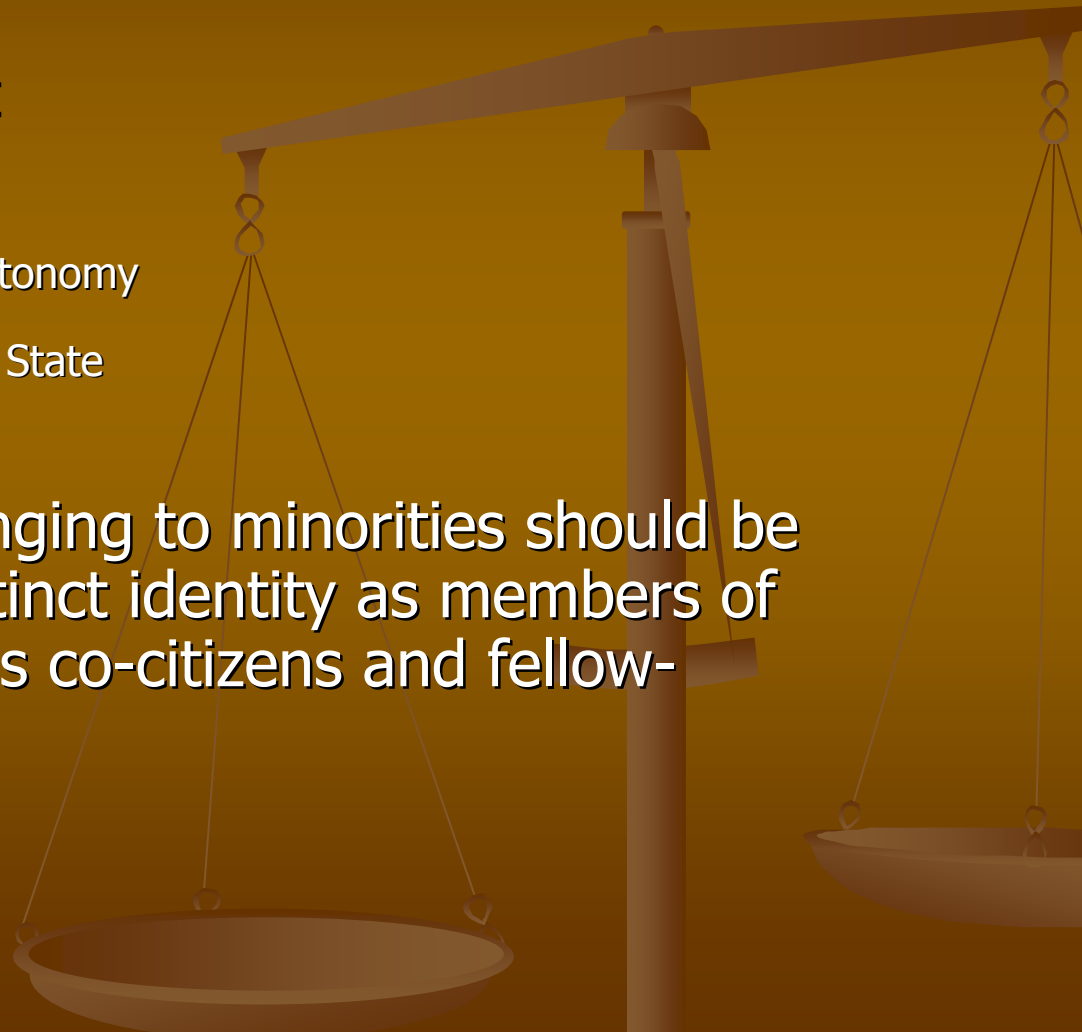 tonomy
State
nging to minorities should be
tinct identity as members of
s co-citizens and fellow-